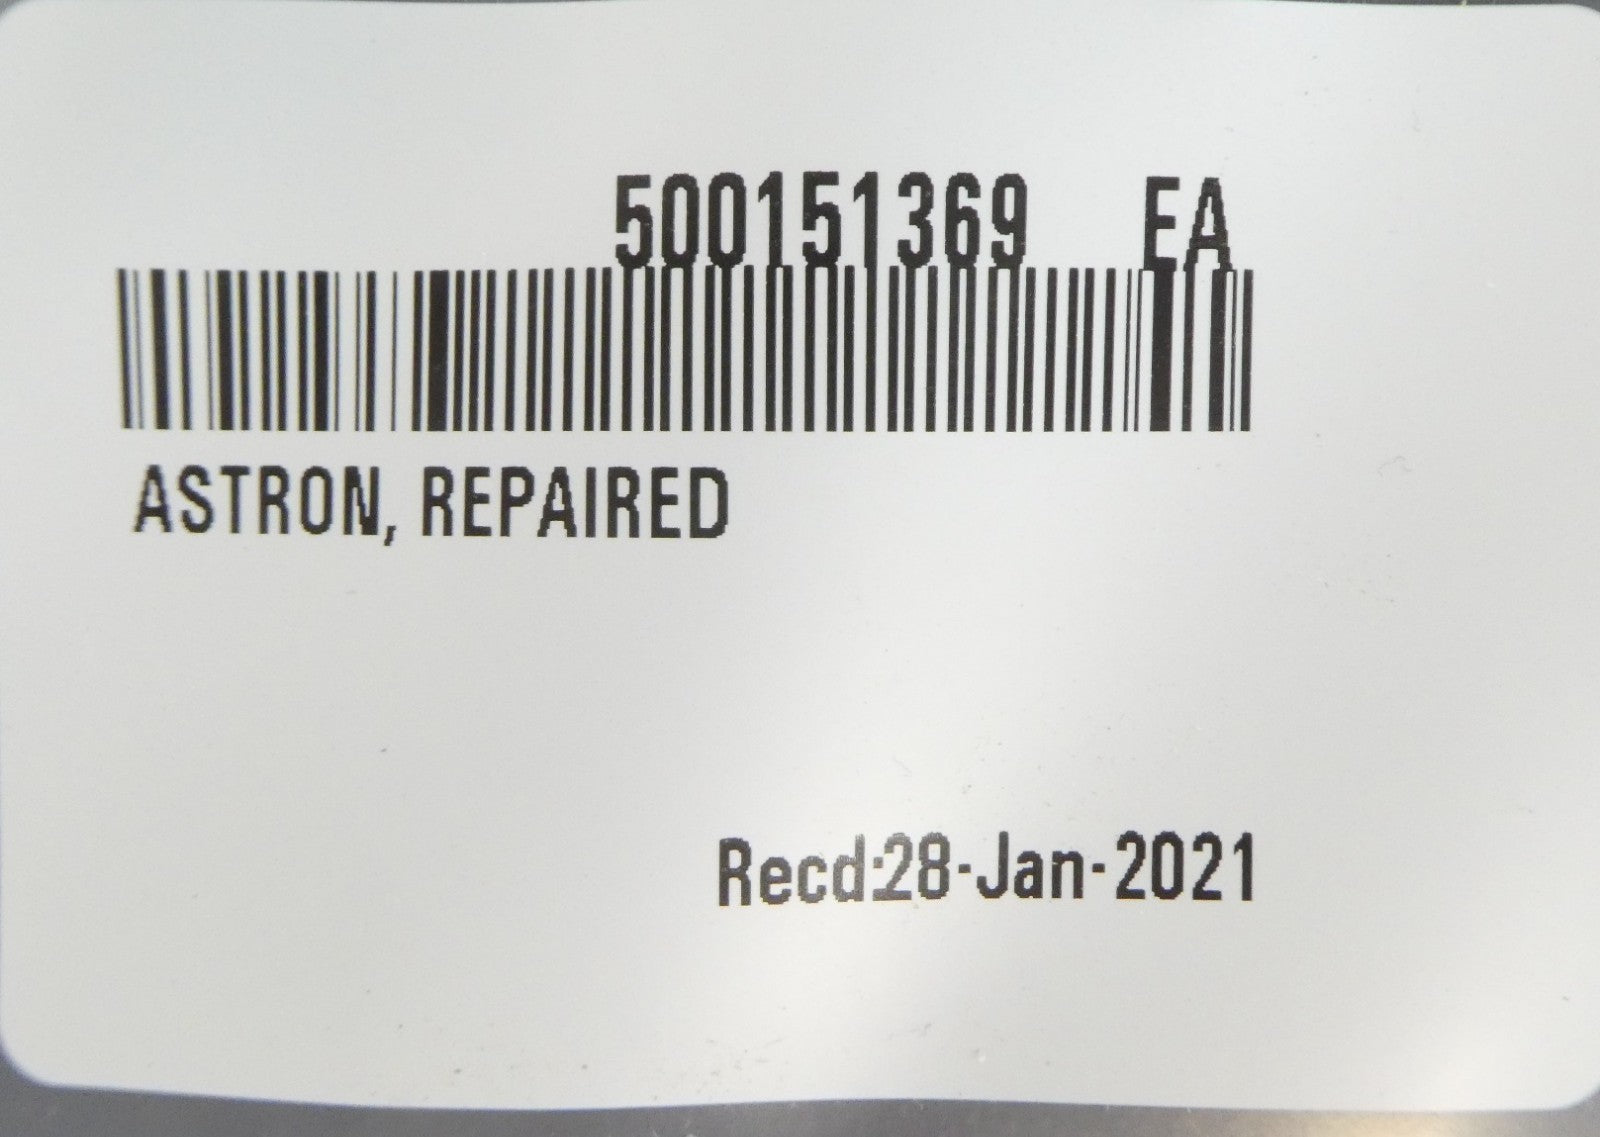 500151369 EA
ASTRON, REPAIRED
Recd:28-Jan-2021